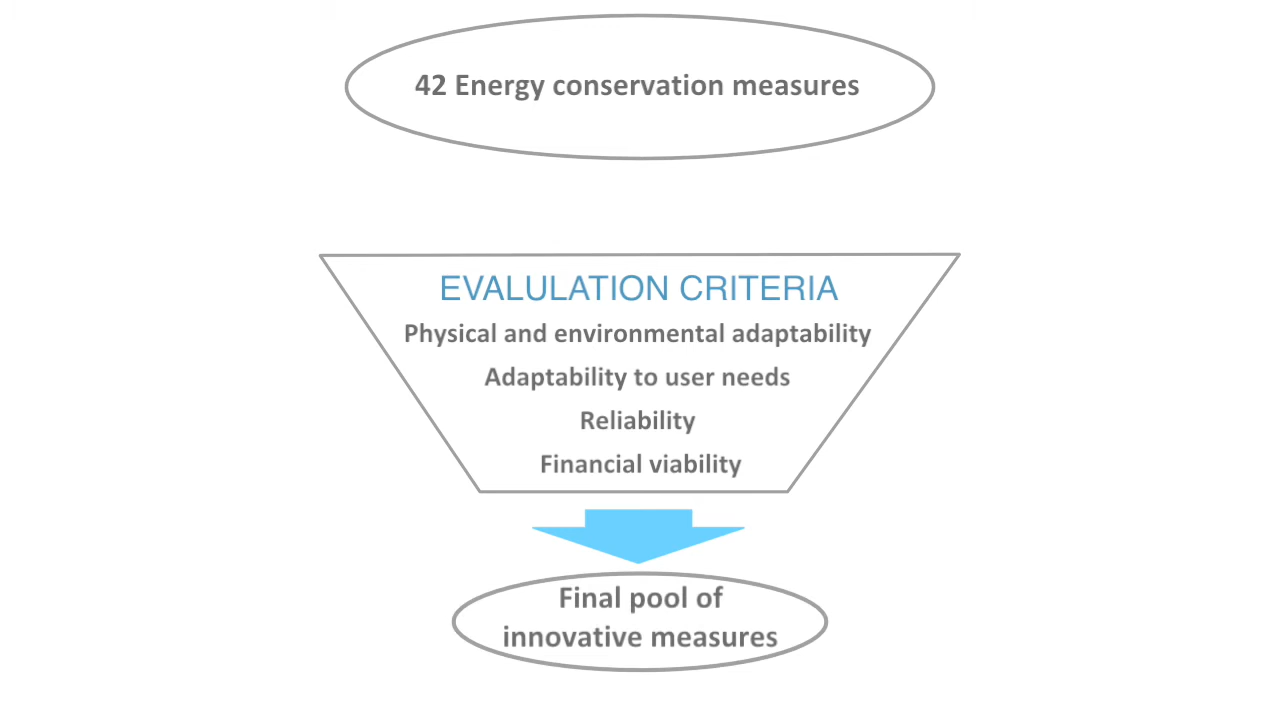 42 Energy conservation measures
EVALULATION CRITERIA
Physical and environmental adaptability
Adaptability to user needs
Reliability
Financial viability
Final pool of
innovative measures